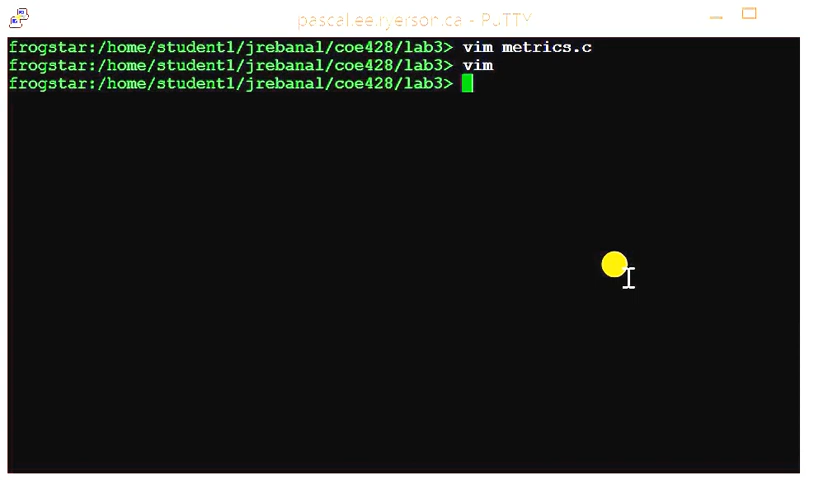 pascal.ee.ryerson.ca - PuTTY
frogstar:/home/student1/jrebanal/coe428/lab3> vim metrics.c
frogstar:/home/student1/jrebanal/coe428/lab3> vim
frogstar:/home/student1/jrebanal/coe428/lab3>